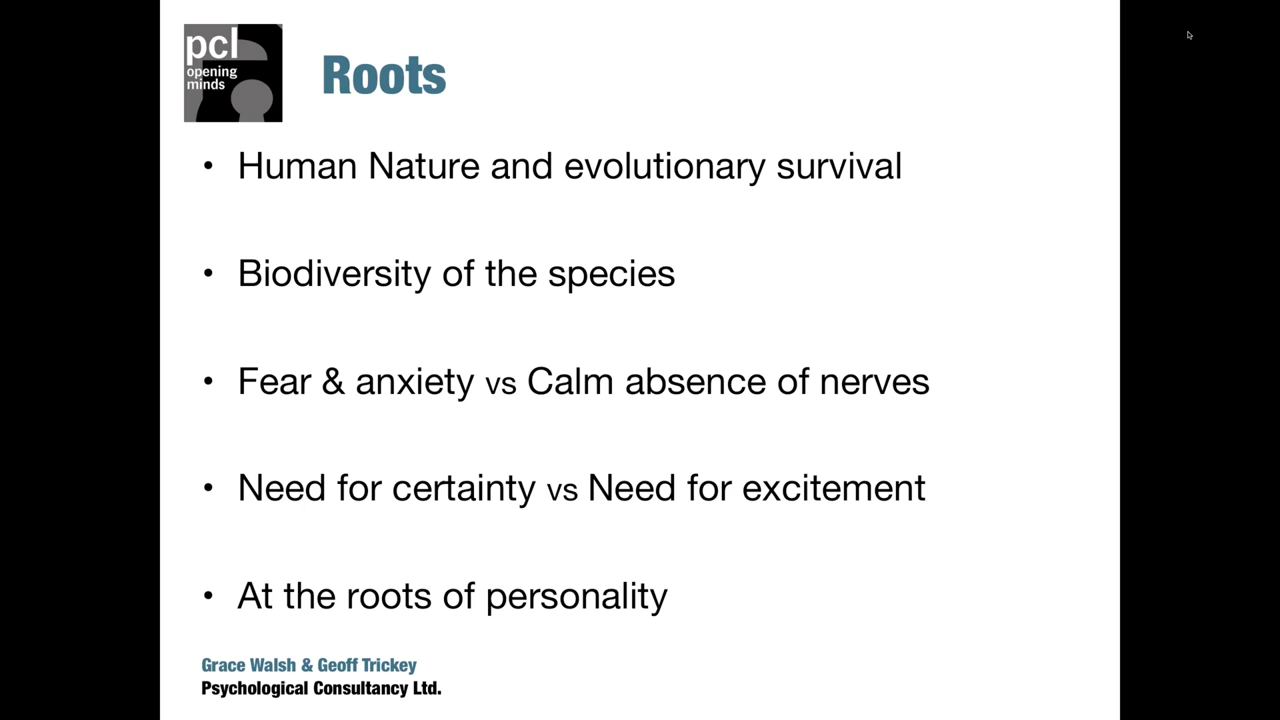 pcl
opening
minds
Roots
• Human Nature and evolutionary survival
• Biodiversity of the species
• Fear & anxiety vs Calm absence of nerves
• Need for certainty vs Need for excitement
• At the roots of personality
Grace Walsh & Geoff Trickey
Psychological Consultancy Ltd.